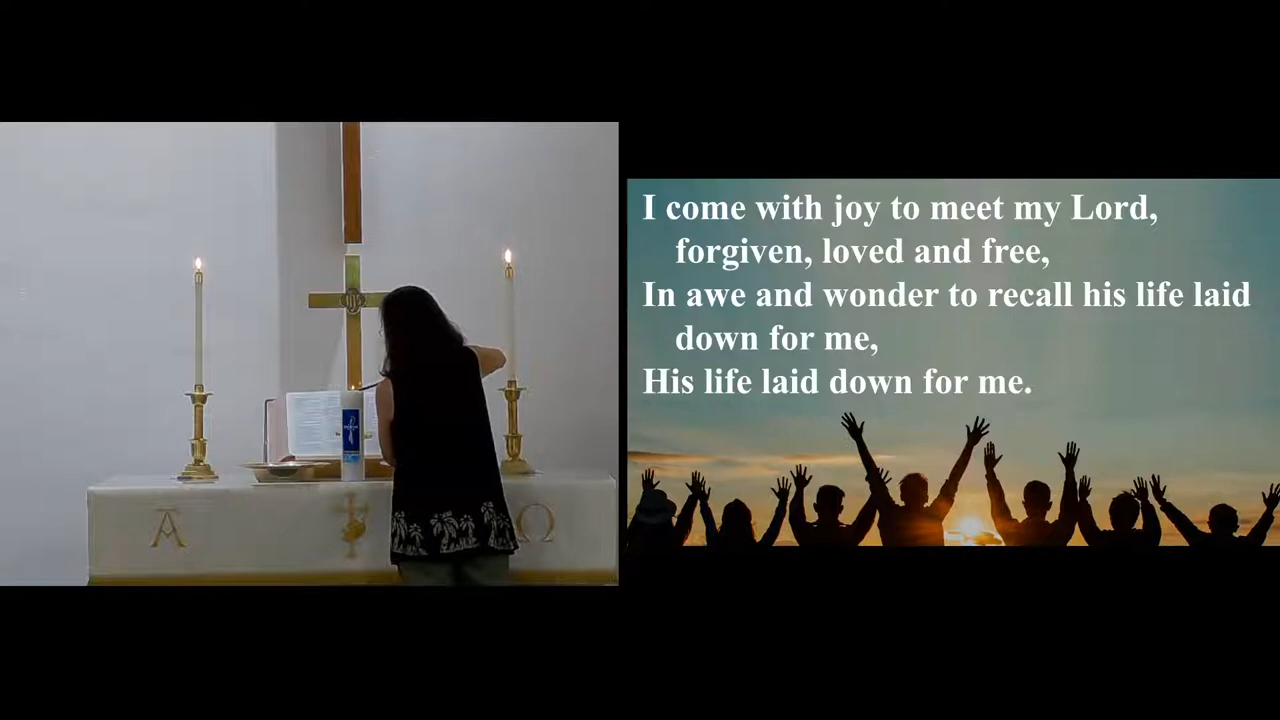 I come with joy to meet my Lord,
forgiven, loved and free,
In awe and wonder to recall his life laid
down for me,
His life laid down for me.
Α
Ω
IHS